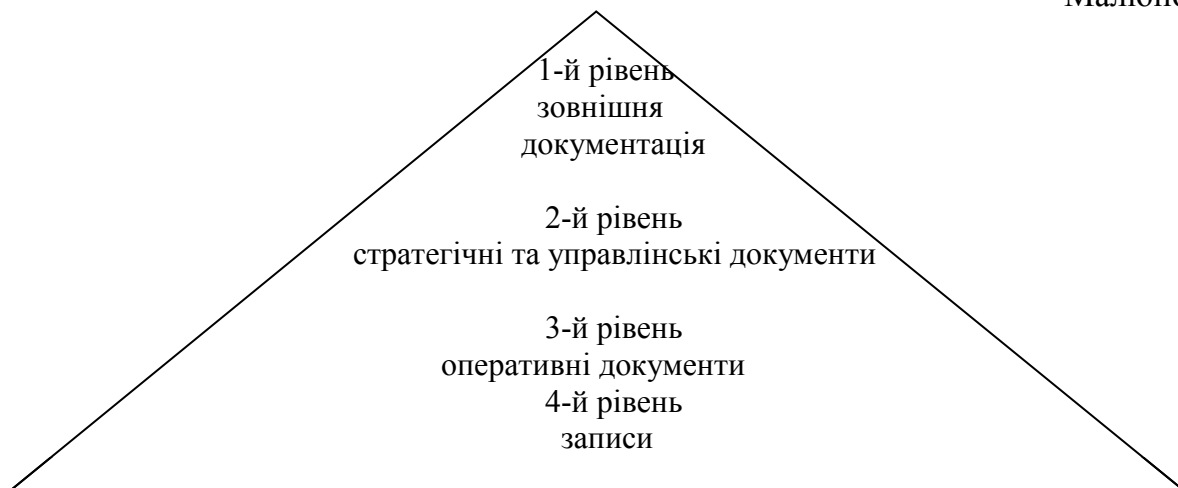 1-й рівень
зовнішня
документація
2-й рівень
стратегічні та управлінські документи
3-й рівень
оперативні документи
4-й рівень
записи